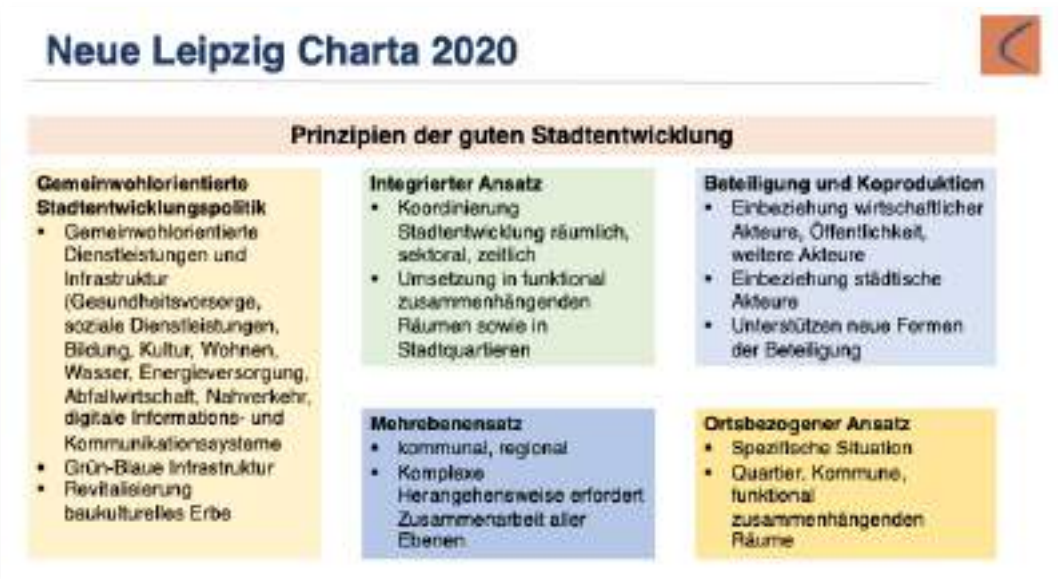 Neue Leipzig Charta 2020
Prinzipien der guten Stadtentwicklung
Gemeinwohlorientierte
Stadtentwicklungspolitik
• Gemeinwohlorientierte
Dienstleistungen und
Infrastruktur
(Gesundheitsvorsorge,
soziale Dienstleistungen,
Bildung, Kultur, Wohnen,
Wasser, Energieversorgung,
Abfallwirtschaft, Nahverkehr,
digitale Informations- und
Kommunikationssysteme
• Grün-Blaue Infrastruktur
• Revitalisierung
baukulturelles Erbe
Integrierter Ansatz
• Koordinierung
Stadtentwicklung räumlich,
sektoral, zeitlich
• Umsetzung in funktional
zusammenhängenden
Räumen sowie in
Stadtquartieren
Beteiligung und Koproduktion
• Einbeziehung wirtschaftlicher
Akteure, Öffentlichkeit,
weitere Akteure
• Einbeziehung städtische
Akteure
• Unterstützen neue Formen
der Beteiligung
Mehrebenensatz
• kommunal, regional
• Komplexe
Herangehensweise erfordert
Zusammenarbeit aller
Ebenen
Ortsbezogener Ansatz
• Spezifische Situation
• Quartier, Kommune,
funktional
zusammenhängenden
Räume